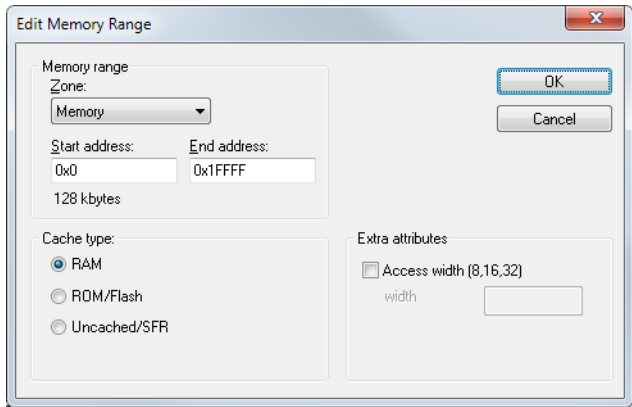 Edit Memory Range
Memory range
Zone:
Memory
Start address: End address:
0x0 0x1FFFF
128 kbytes
OK
Cancel
Cache type:
RAM
ROM/Flash
Uncached/SFR
Extra attributes
Access width (8,16,32)
width